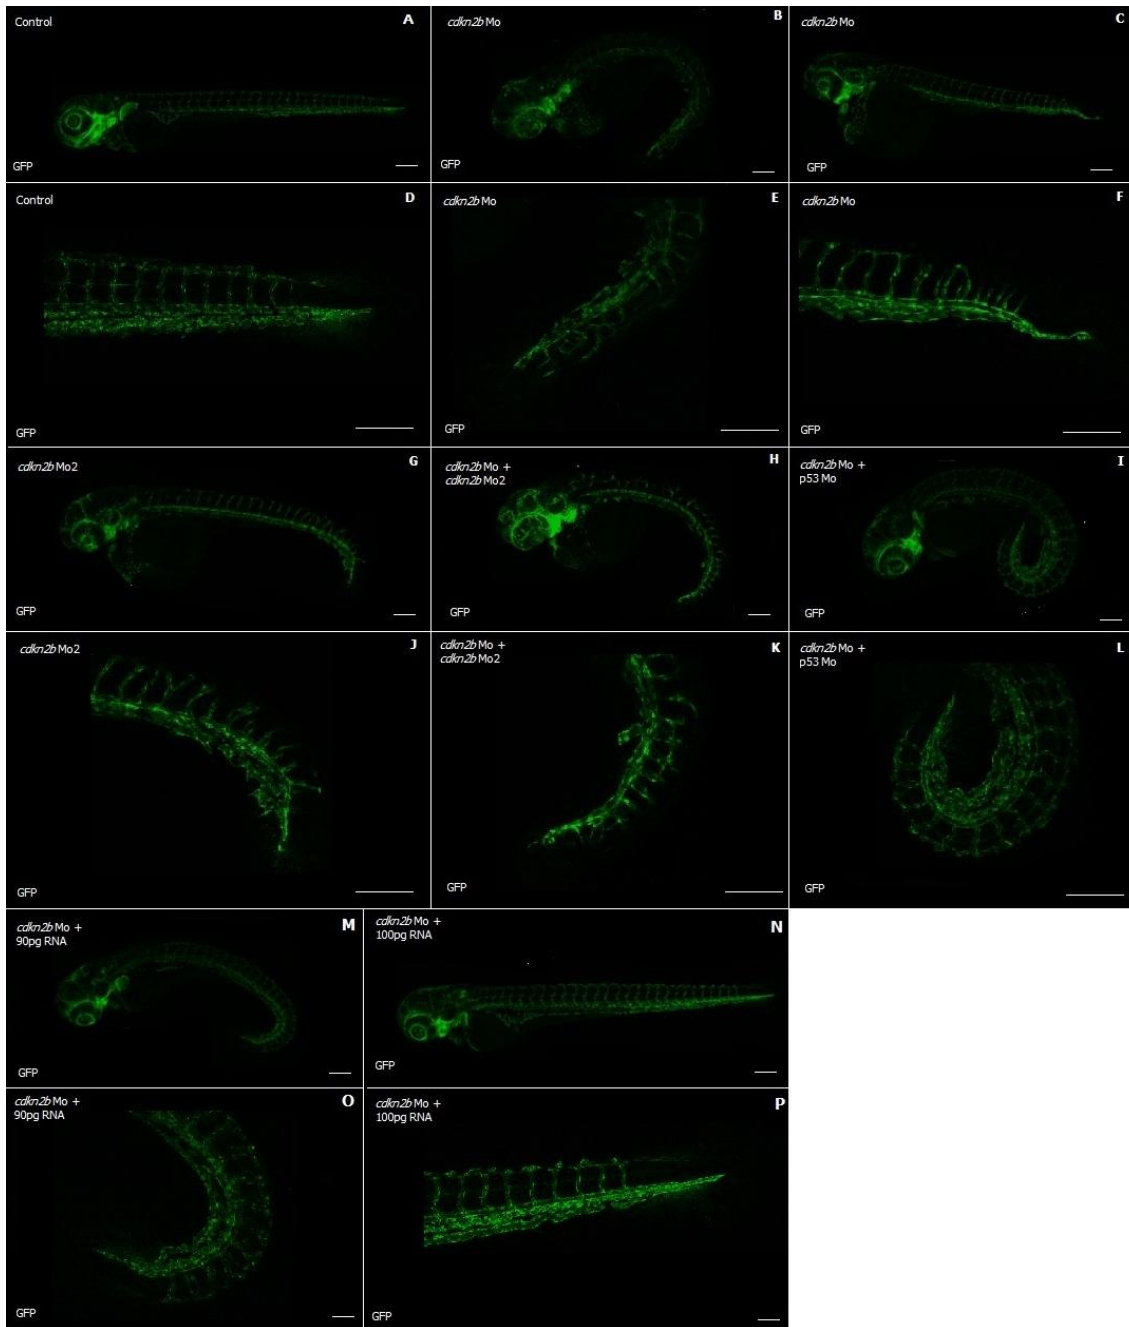 Control
A
GFP
cdkn2b Mo
B
GFP
cdkn2b Mo
C
GFP
Control
D
GFP
cdkn2b Mo
E
GFP
cdkn2b Mo
F
GFP
cdkn2b Mo2
G
GFP
cdkn2b Mo +
cdkn2b Mo2
H
GFP
cdkn2b Mo +
p53 Mo
I
GFP
cdkn2b Mo2
J
GFP
cdkn2b Mo +
cdkn2b Mo2
K
GFP
cdkn2b Mo +
p53 Mo
L
GFP
cdkn2b Mo +
90pg RNA
M
GFP
cdkn2b Mo +
100pg RNA
N
GFP
cdkn2b Mo +
90pg RNA
O
GFP
cdkn2b Mo +
100pg RNA
P
GFP